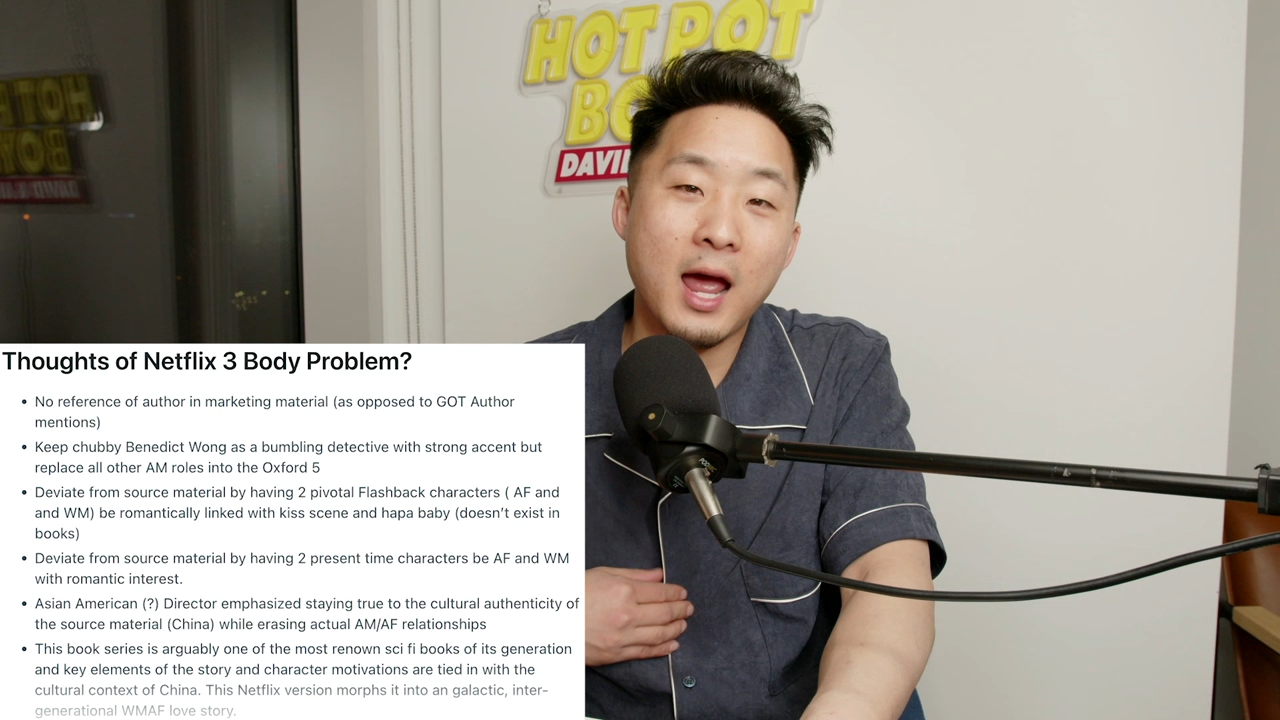 HOT POT
BO
DAVI
Thoughts of Netflix 3 Body Problem?
• No reference of author in marketing material (as opposed to GOT Author
mentions)
• Keep chubby Benedict Wong as a bumbling detective with strong accent but
replace all other AM roles into the Oxford 5
• Deviate from source material by having 2 pivotal Flashback characters ( AF and
and WM) be romantically linked with kiss scene and hapa baby (doesn’t exist in
books)
• Deviate from source material by having 2 present time characters be AF and WM
with romantic interest.
• Asian American (?) Director emphasized staying true to the cultural authenticity of
the source material (China) while erasing actual AM/AF relationships
• This book series is arguably one of the most renown sci fi books of its generation
and key elements of the story and character motivations are tied in with the
cultural context of China. This Netflix version morphs it into an galactic, inter-
generational WMAF love story.